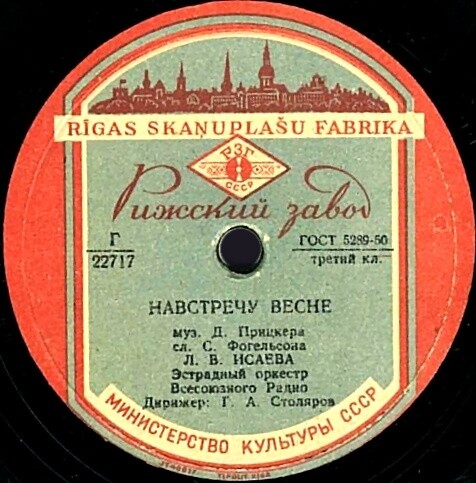 RĪGAS SKAŅUPLAŠU FABRIKA
РЗГ
СССР
Рижский завод
Г
22717
ГОСТ 5289-50
третий кл.
НАВСТРЕЧУ ВЕСНЕ
муз. Д. Прицкера
сл. С. Фогельсона
Л. В. ИСАЕВА
Эстрадный оркестр
Всесоюзного Радио
Дирижер: Г. А. Столяров
МИНИСТЕРСТВО КУЛЬТУРЫ СССР